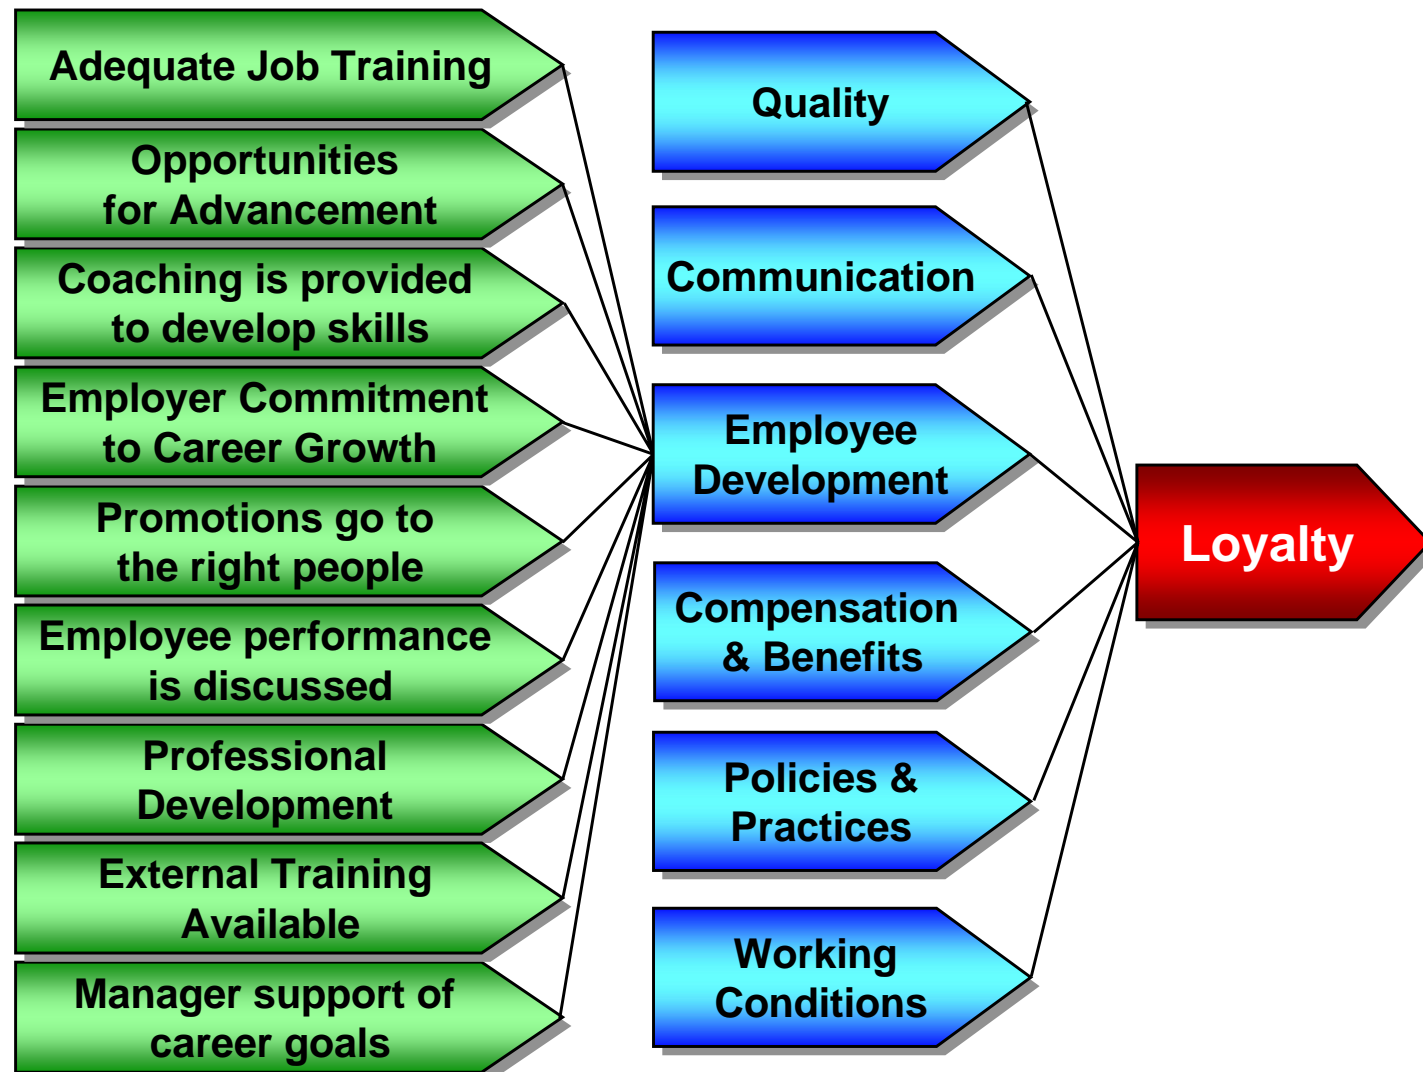 Adequate Job Training
Opportunities
for Advancement
Coaching is provided
to develop skills
Employer Commitment
to Career Growth
Promotions go to
the right people
Employee performance
is discussed
Professional
Development
External Training
Available
Manager support of
career goals
Quality
Communication
Employee
Development
Compensation
& Benefits
Policies &
Practices
Working
Conditions
Loyalty